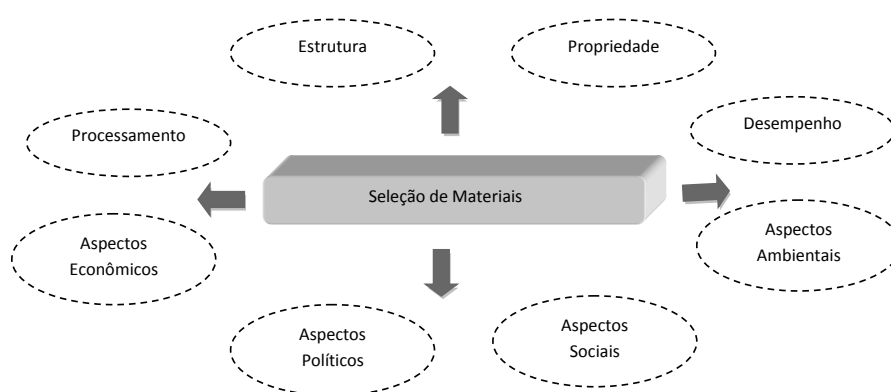 Estrutura
Propriedade
Processamento
Desempenho
Seleção de Materiais
Aspectos
Econômicos
Aspectos
Ambientais
Aspectos
Políticos
Aspectos
Sociais